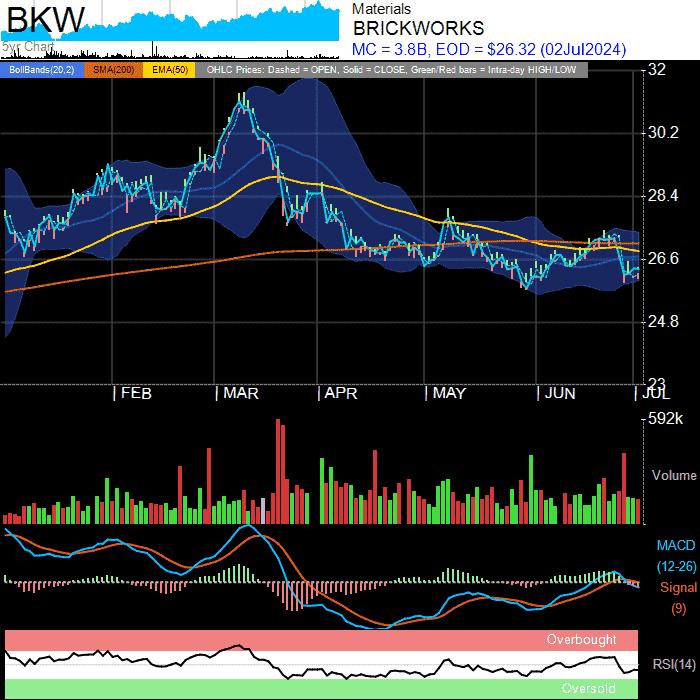 BKW
5yr Chart
Materials
BRICKWORKS
MC = 3.8B, EOD = $26.32 (02Jul2024)
BollBands(20,2) SMA(200) EMA(50) OHLC Prices: Dashed = OPEN, Solid = CLOSE, Green/Red bars = Intra-day HIGH/LOW
32
30.2
28.4
26.6
24.8
23
| FEB | MAR | APR | MAY | JUN | JUL
592k
Volume
MACD
(12-26)
Signal
(9)
Overbought
RSI(14)
Oversold